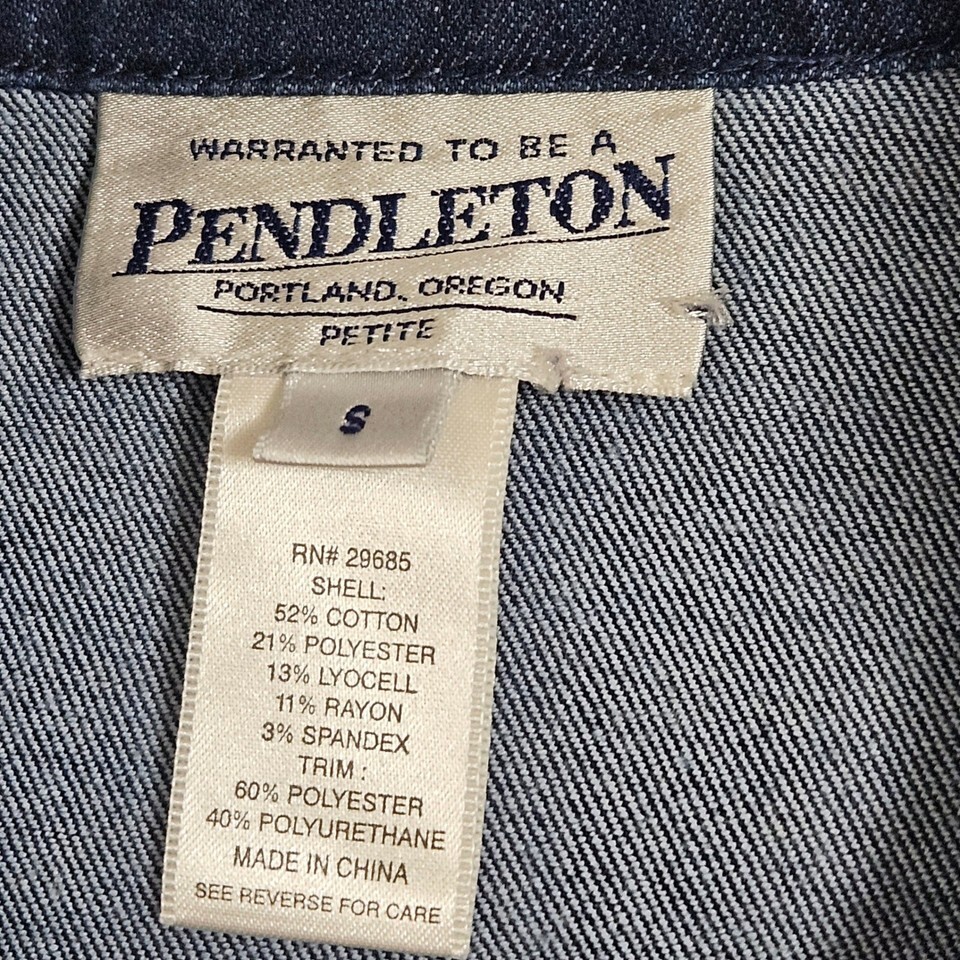 WARRANTED TO BE A
PENDLETON
PORTLAND, OREGON
PETITE
S
RN# 29685
SHELL:
52% COTTON
21% POLYESTER
13% LYOCELL
11% RAYON
3% SPANDEX
TRIM :
60% POLYESTER
40% POLYURETHANE
MADE IN CHINA
SEE REVERSE FOR CARE